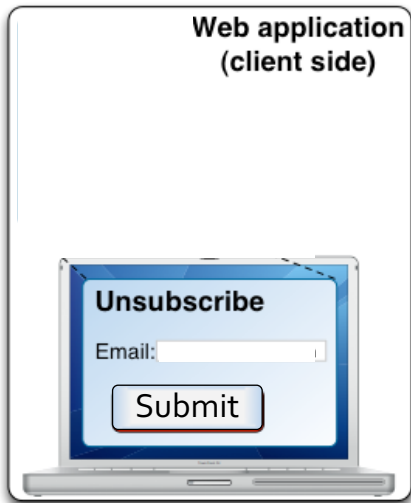 Web application
(client side)
Unsubscribe
Email:
Submit